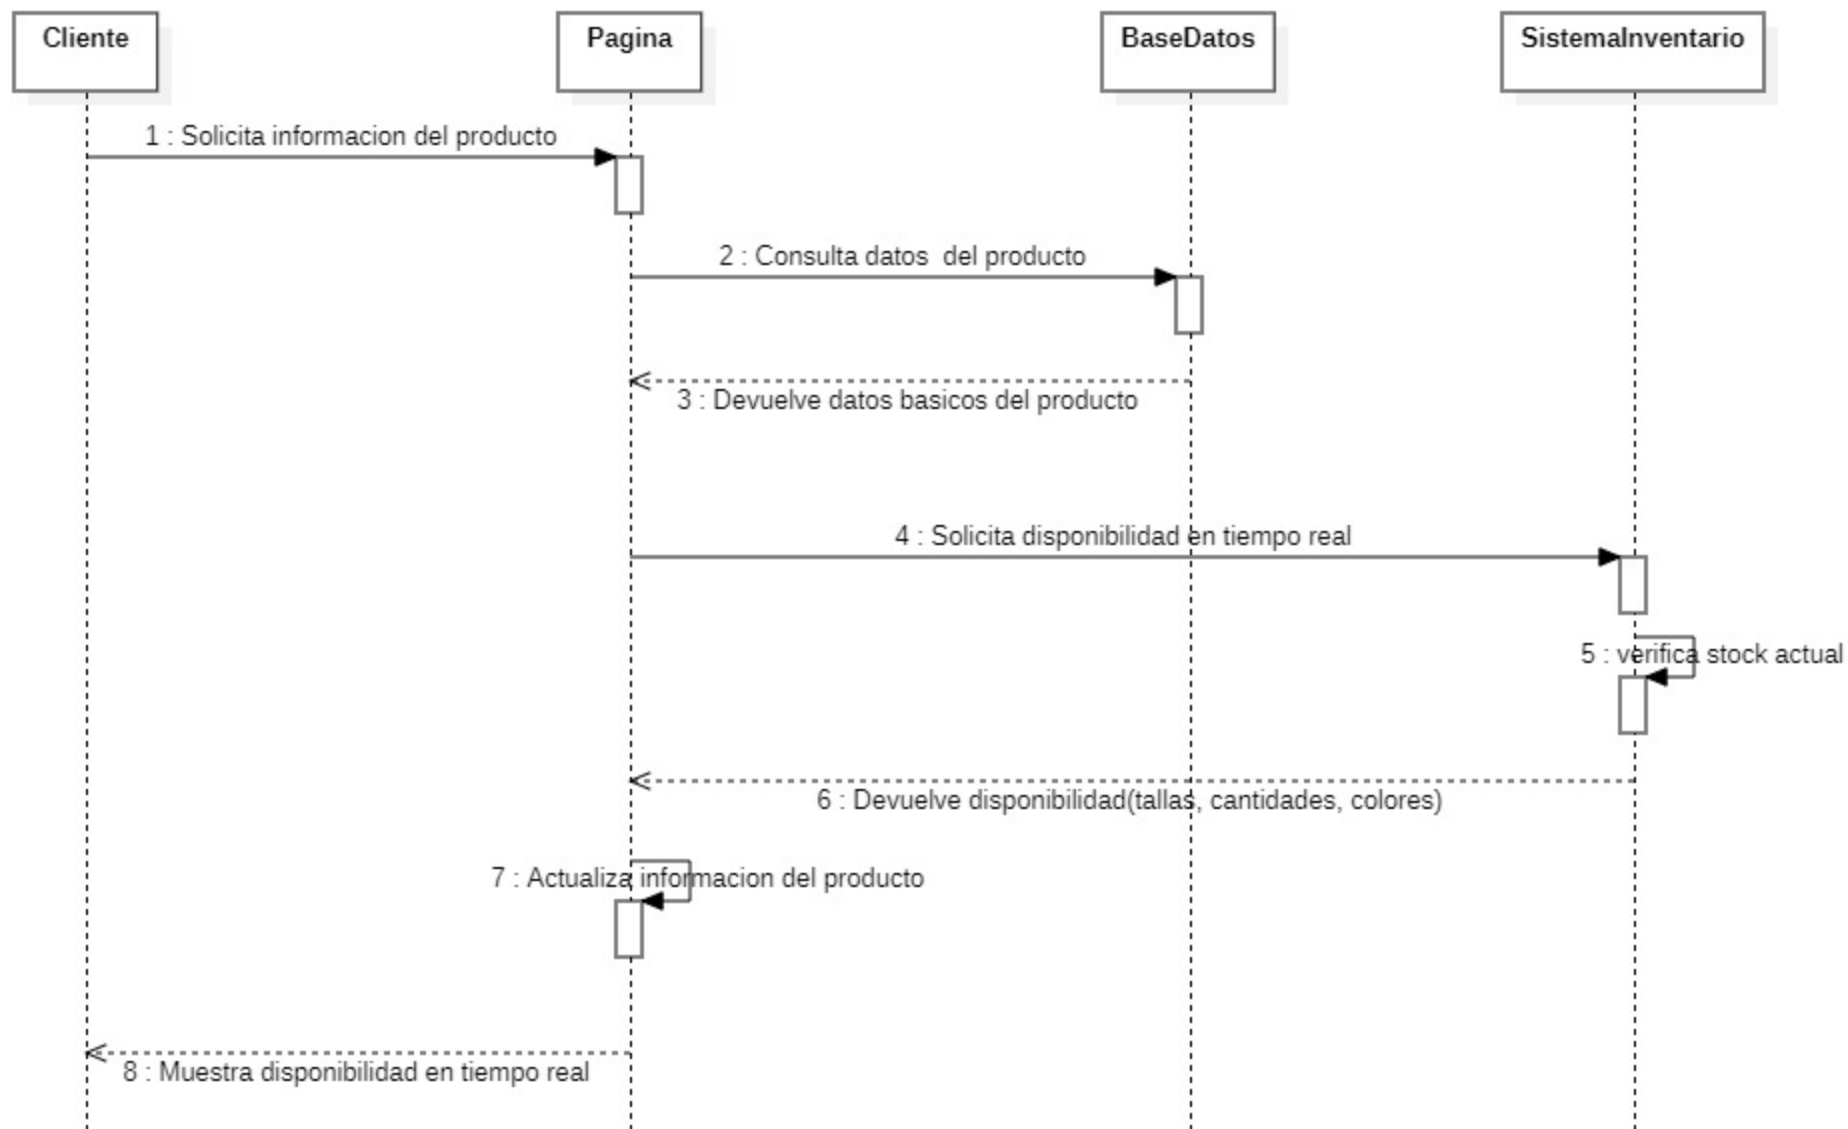 Cliente
Pagina
BaseDatos
SistemaInventario
1 : Solicita informacion del producto
2 : Consulta datos  del producto
3 : Devuelve datos basicos del producto
4 : Solicita disponibilidad en tiempo real
5 : verifica stock actual
6 : Devuelve disponibilidad(tallas, cantidades, colores)
7 : Actualiza informacion del producto
8 : Muestra disponibilidad en tiempo real